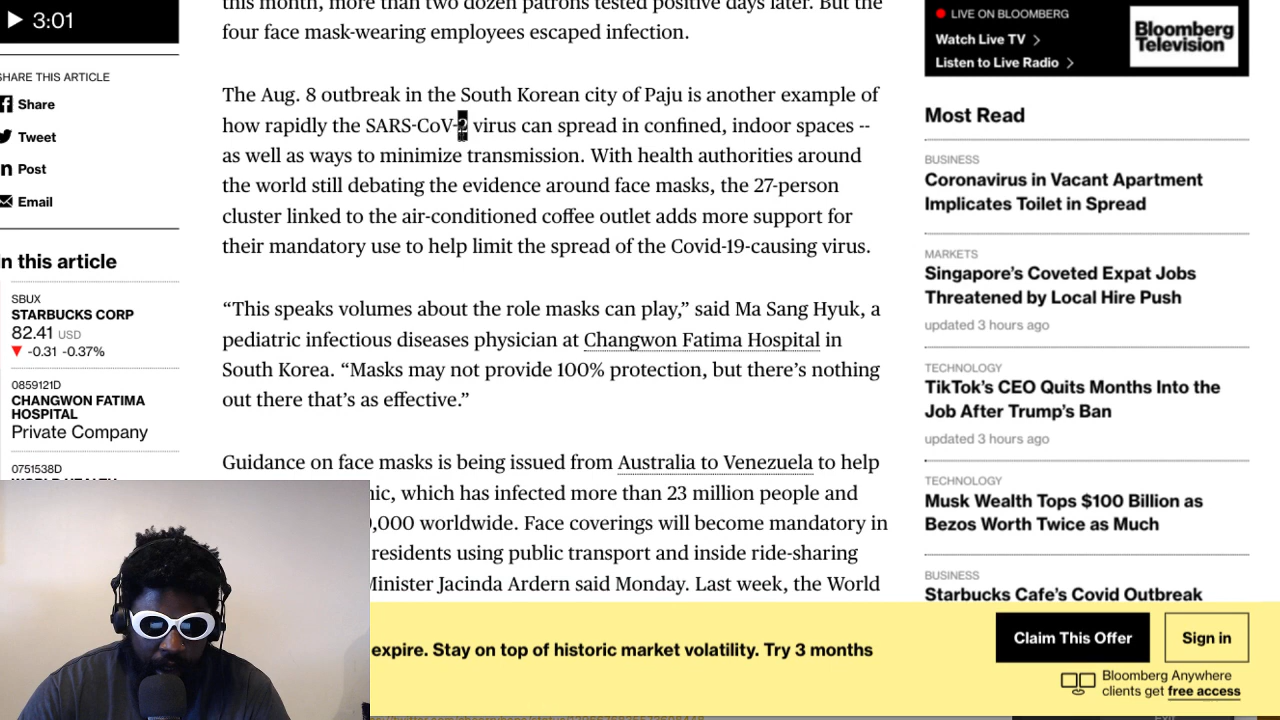 3:01
SHARE THIS ARTICLE
Share
Tweet
Post
Email
In this article
SBUX
STARBUCKS CORP
82.41 USD
-0.31 -0.37%
0859121D
CHANGWON FATIMA
HOSPITAL
Private Company
0751538D
this month, more than two dozen patrons tested positive days later. But the
four face mask-wearing employees escaped infection.
The Aug. 8 outbreak in the South Korean city of Paju is another example of
how rapidly the SARS-CoV-2 virus can spread in confined, indoor spaces --
as well as ways to minimize transmission. With health authorities around
the world still debating the evidence around face masks, the 27-person
cluster linked to the air-conditioned coffee outlet adds more support for
their mandatory use to help limit the spread of the Covid-19-causing virus.
“This speaks volumes about the role masks can play,” said Ma Sang Hyuk, a
pediatric infectious diseases physician at Changwon Fatima Hospital in
South Korea. “Masks may not provide 100% protection, but there’s nothing
out there that’s as effective.”
Guidance on face masks is being issued from Australia to Venezuela to help
which has infected more than 23 million people and
0,000 worldwide. Face coverings will become mandatory in
residents using public transport and inside ride-sharing
Minister Jacinda Ardern said Monday. Last week, the World
LIVE ON BLOOMBERG
Watch Live TV
Listen to Live Radio
Bloomberg
Television
Most Read
BUSINESS
Coronavirus in Vacant Apartment
Implicates Toilet in Spread
MARKETS
Singapore’s Coveted Expat Jobs
Threatened by Local Hire Push
updated 3 hours ago
TECHNOLOGY
TikTok’s CEO Quits Months Into the
Job After Trump’s Ban
updated 3 hours ago
TECHNOLOGY
Musk Wealth Tops $100 Billion as
Bezos Worth Twice as Much
BUSINESS
Starbucks Cafe’s Covid Outbreak
expire. Stay on top of historic market volatility. Try 3 months
Claim This Offer
Sign in
Bloomberg Anywhere
clients get free access